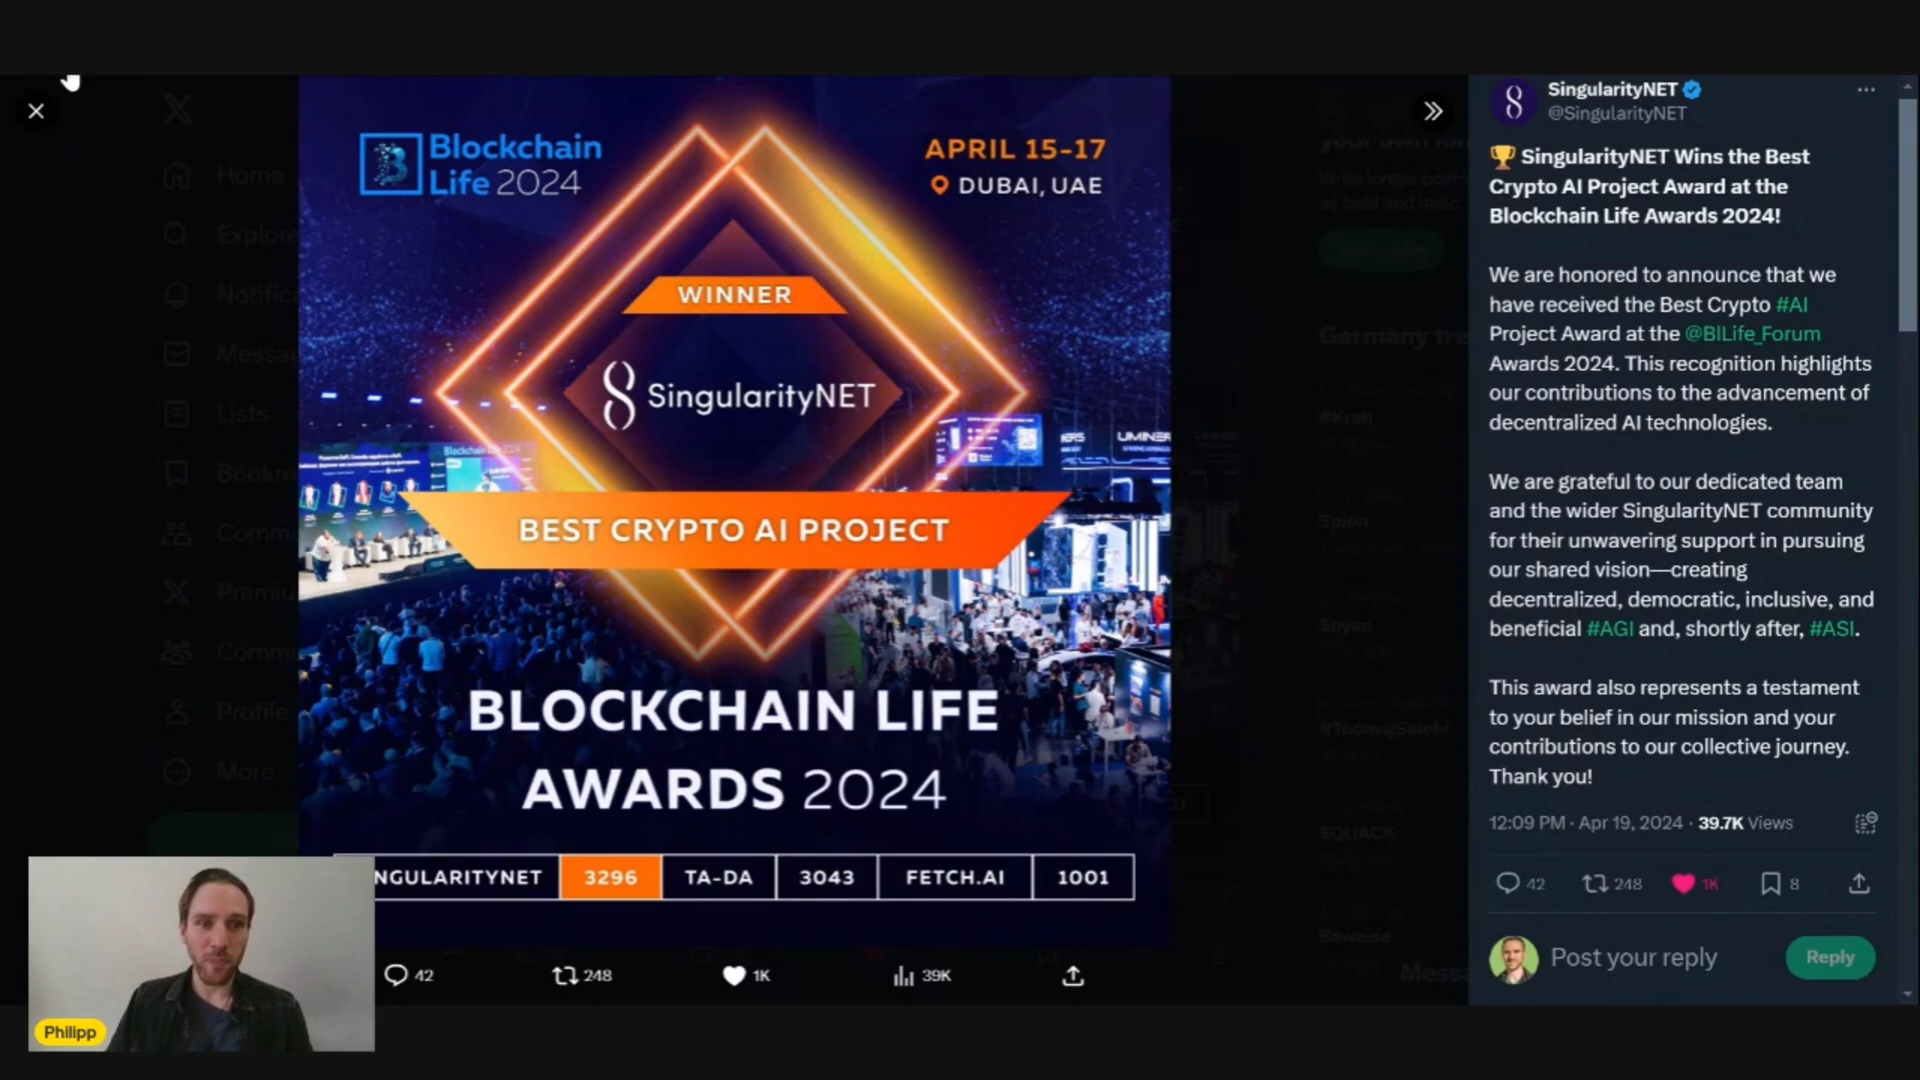 Home
Explore
Lists
Profile
More
Blockchain
Life 2024
APRIL 15-17
DUBAI, UAE
WINNER
SingularityNET
BEST CRYPTO AI PROJECT
BLOCKCHAIN LIFE
AWARDS 2024
NGULARITYNET 3296 TA-DA 3043 FETCH.AI 1001
42 248 1K 39K
Philipp
SingularityNET
@SingularityNET
🏆 SingularityNET Wins the Best
Crypto AI Project Award at the
Blockchain Life Awards 2024!
We are honored to announce that we
have received the Best Crypto #AI
Project Award at the @BlLife_Forum
Awards 2024. This recognition highlights
our contributions to the advancement of
decentralized AI technologies.
We are grateful to our dedicated team
and the wider SingularityNET community
for their unwavering support in pursuing
our shared vision—creating
decentralized, democratic, inclusive, and
beneficial #AGI and, shortly after, #ASI.
This award also represents a testament
to your belief in our mission and your
contributions to our collective journey.
Thank you!
12:09 PM · Apr 19, 2024 · 39.7K Views
42 248 1K 8
Post your reply Reply